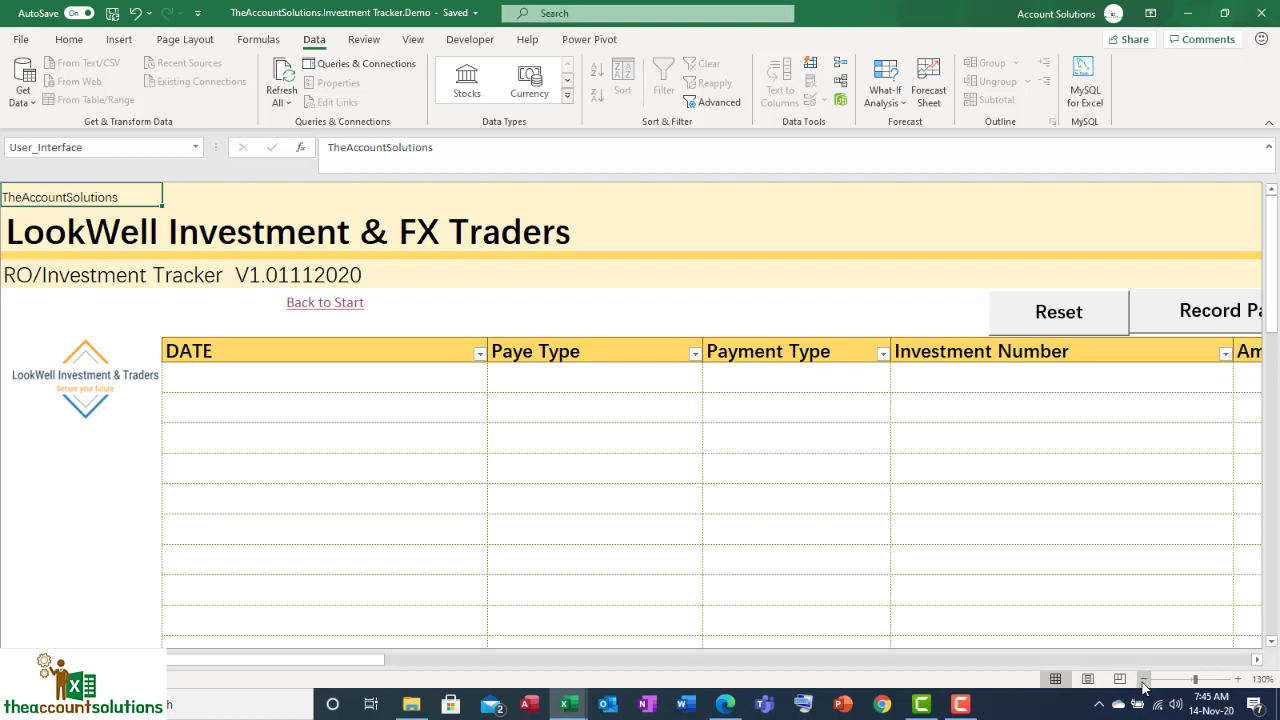 AutoSave On TheAccountSolutions.Investment Tracker.Demo - Saved Search Account Solutions
File Home Insert Page Layout Formulas Data Review View Developer Help Power Pivot Share Comments
Get Data From Text/CSV From Web From Table/Range Recent Sources Existing Connections
Refresh All Queries & Connections Properties Edit Links
Stocks Currency
Sort Filter Clear Reapply Advanced
Text to Columns
What-If Analysis Forecast Sheet
Group Ungroup Subtotal
MySQL for Excel
Get & Transform Data Queries & Connections Data Types Sort & Filter Data Tools Forecast Outline MySQL
User_Interface fx TheAccountSolutions
TheAccountSolutions
LookWell Investment & FX Traders
RO/Investment Tracker V1.01112020
Back to Start
Reset Record Pa
DATE Paye Type Payment Type Investment Number Am
LookWell Investment & Traders
Secure your future
130%
theaccountsolutions
h
7:45 AM
14-Nov-20